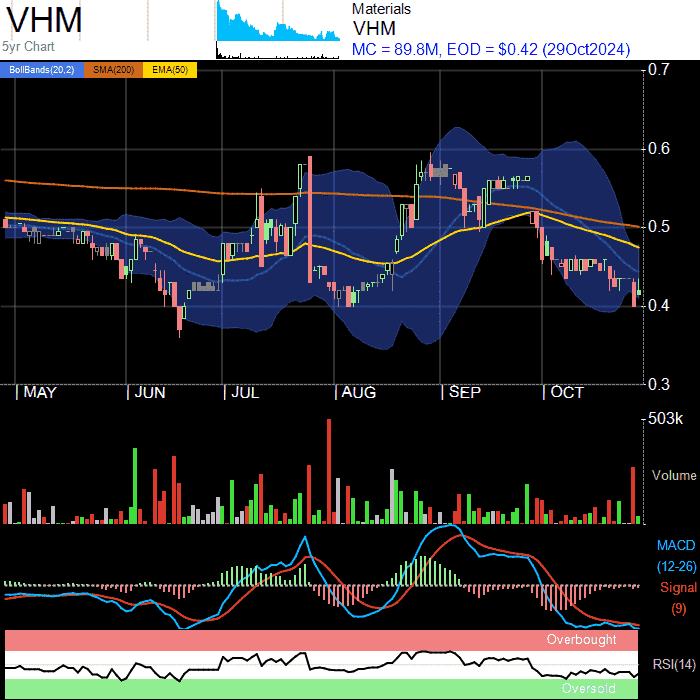 VHM
5yr Chart
Materials
VHM
MC = 89.8M, EOD = $0.42 (29Oct2024)
BollBands(20,2) SMA(200) EMA(50)
0.7
0.6
0.5
0.4
0.3
MAY JUN JUL AUG SEP OCT
503k
Volume
MACD
(12-26)
Signal
(9)
Overbought
RSI(14)
Oversold